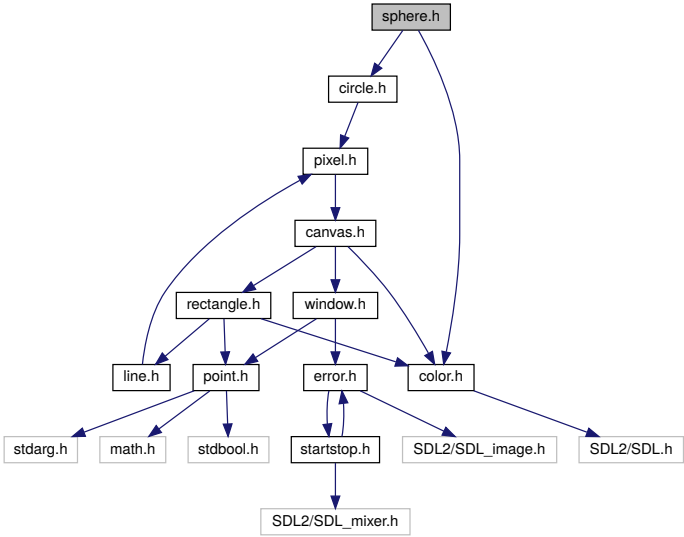 sphere.h
circle.h
pixel.h
canvas.h
rectangle.h
window.h
line.h
point.h
error.h
color.h
stdarg.h
math.h
stdbool.h
startstop.h
SDL2/SDL_image.h
SDL2/SDL.h
SDL2/SDL_mixer.h